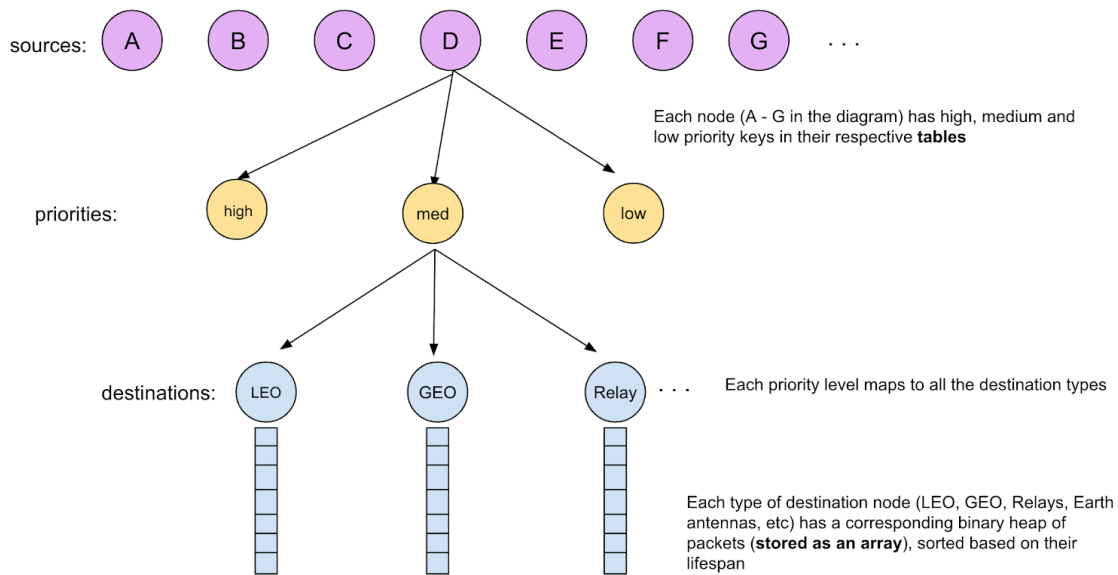 sources: A B C D E F G . . .
Each node (A - G in the diagram) has high, medium and
low priority keys in their respective tables
priorities: high med low
destinations: LEO GEO Relay . . . Each priority level maps to all the destination types
Each type of destination node (LEO, GEO, Relays, Earth
antennas, etc) has a corresponding binary heap of
packets (stored as an array), sorted based on their
lifespan